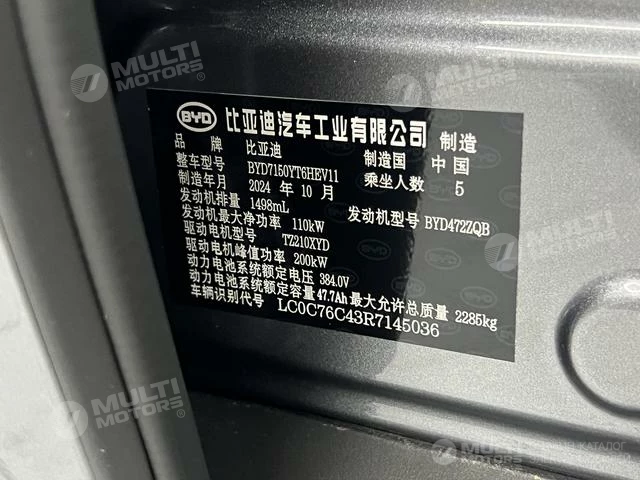 MULTI MOTORS
MULTI MOTORS
BYD 比亚迪汽车工业有限公司 制造
品牌 比亚迪 制造国 中国
整车型号 BYD7150YT6HEV11 乘坐人数 5
制造年月 2024 年 10 月
发动机排量 1498mL 发动机型号 BYD472ZQB
发动机最大净功率 110kW
驱动电机型号 TZ210XYD
驱动电机峰值功率 200kW
动力电池系统额定电压 384.0V
动力电池系统额定容量 47.7Ah 最大允许总质量 2285kg
车辆识别代号 LC0C76C43R7145036
MULTI MOTORS
MULTI MOTORS
КАТАЛОГ